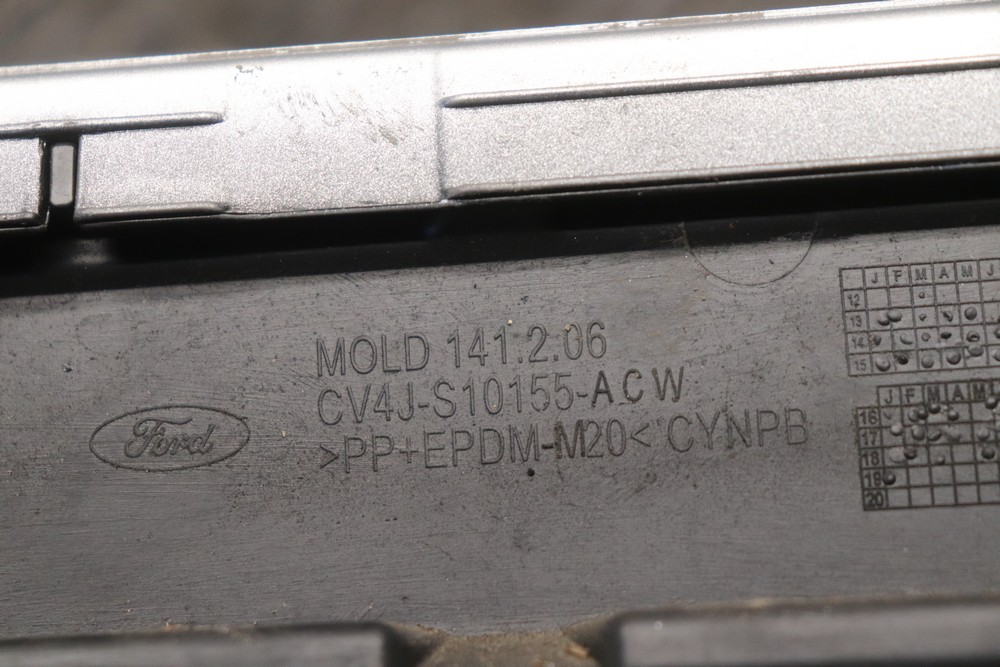 MOLD 141.2.06
CV4J-S10155-ACW
>PP+EPDM-M20< CYNPB
Ford
J F M A M J
12
13
14
15
J F M A M
16
17
18
19
20